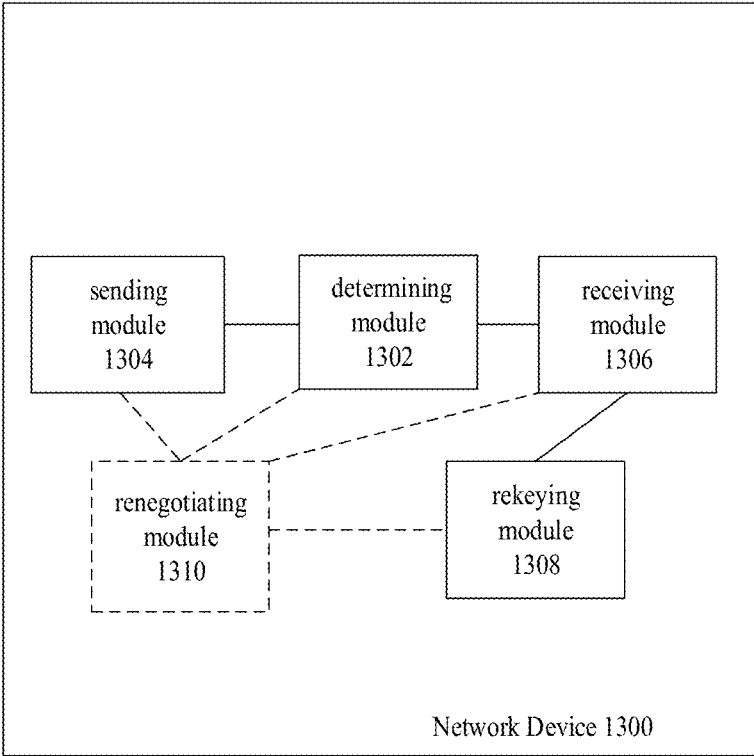 sending
module
1304
determining
module
1302
receiving
module
1306
renegotiating
module
1310
rekeying
module
1308
Network Device 1300